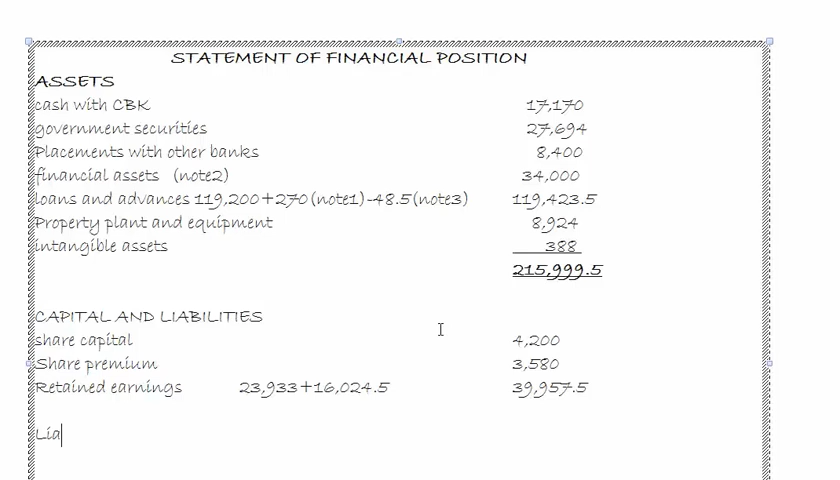 STATEMENT OF FINANCIAL POSITION
ASSETS
cash with CBK 17,170
government securities 27,694
Placements with other banks 8,400
financial assets (note2) 34,000
loans and advances 119,200+270(note1)-48.5(note3) 119,423.5
Property plant and equipment 8,924
intangible assets 388
215,999.5
CAPITAL AND LIABILITIES
share capital 4,200
Share premium 3,580
Retained earnings 23,933+16,024.5 39,957.5
Lia